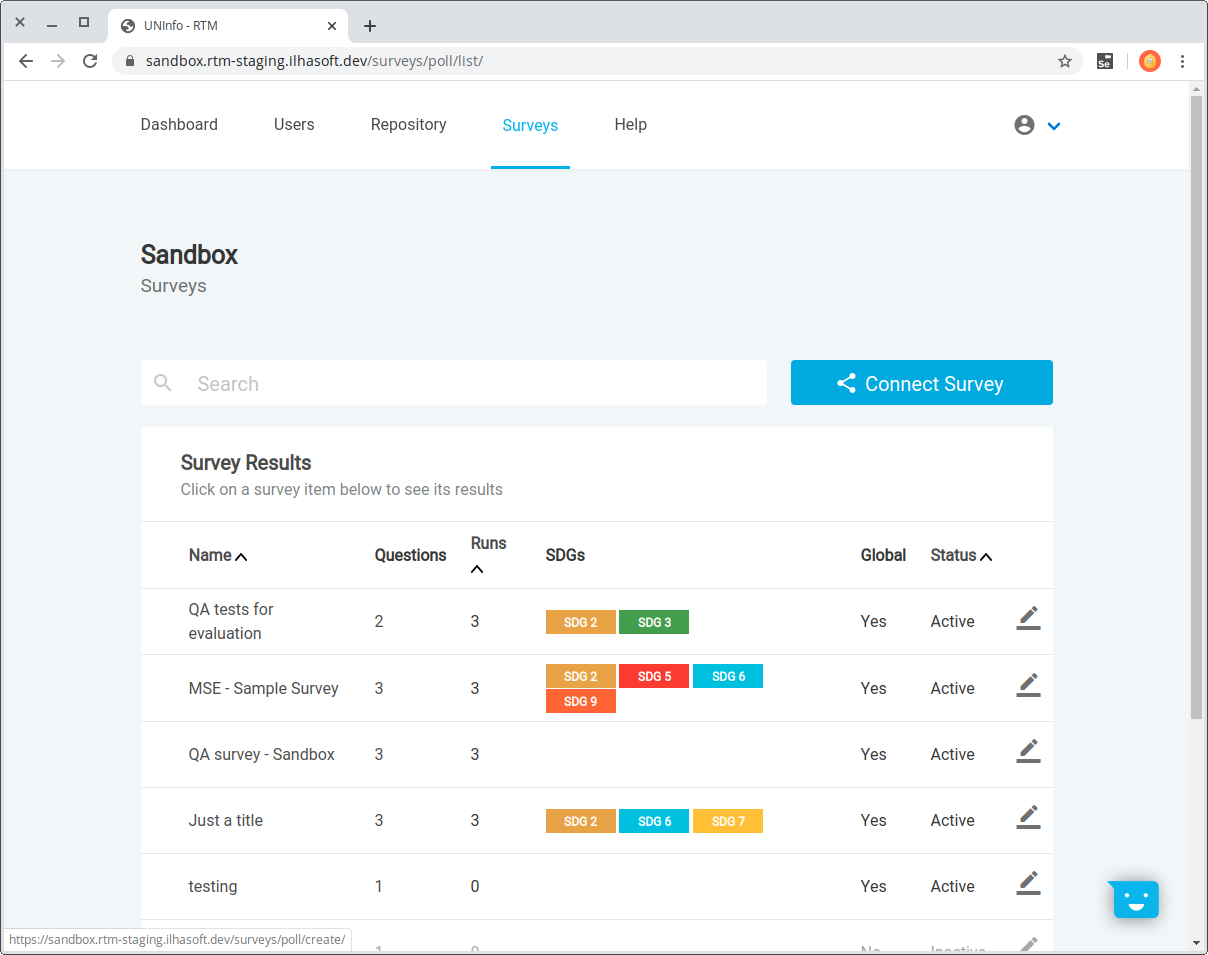 UNInfo - RTM
sandbox.rtm-staging.ilhasoft.dev/surveys/poll/list/
Se
Dashboard Users Repository Surveys Help
Sandbox
Surveys
Search
Connect Survey
Survey Results
Click on a survey item below to see its results
Name Questions Runs SDGs Global Status
QA tests for evaluation 2 3 SDG 2 SDG 3 Yes Active
MSE - Sample Survey 3 3 SDG 2 SDG 5 SDG 6 Yes Active
SDG 9
QA survey - Sandbox 3 3 Yes Active
Just a title 3 3 SDG 2 SDG 6 SDG 7 Yes Active
testing 1 0 Yes Active
1 0 No Inactive
https://sandbox.rtm-staging.ilhasoft.dev/surveys/poll/create/